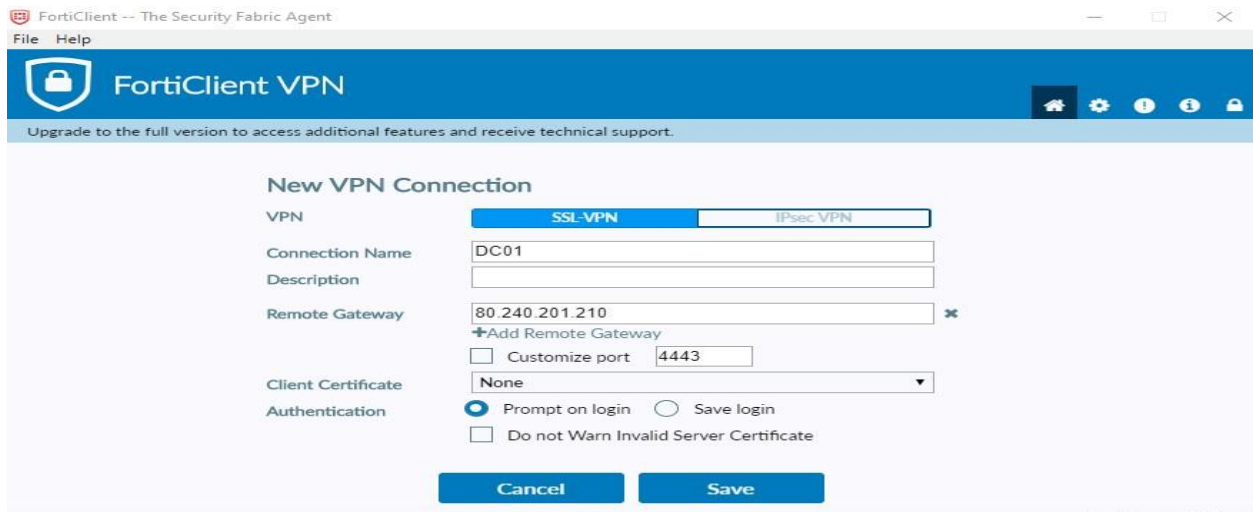 FortiClient -- The Security Fabric Agent
File Help
FortiClient VPN
Upgrade to the full version to access additional features and receive technical support.
New VPN Connection
VPN SSL-VPN IPsec VPN
Connection Name DC01
Description
Remote Gateway 80.240.201.210
+Add Remote Gateway
Customize port 4443
Client Certificate None
Authentication Prompt on login Save login
Do not Warn Invalid Server Certificate
Cancel Save